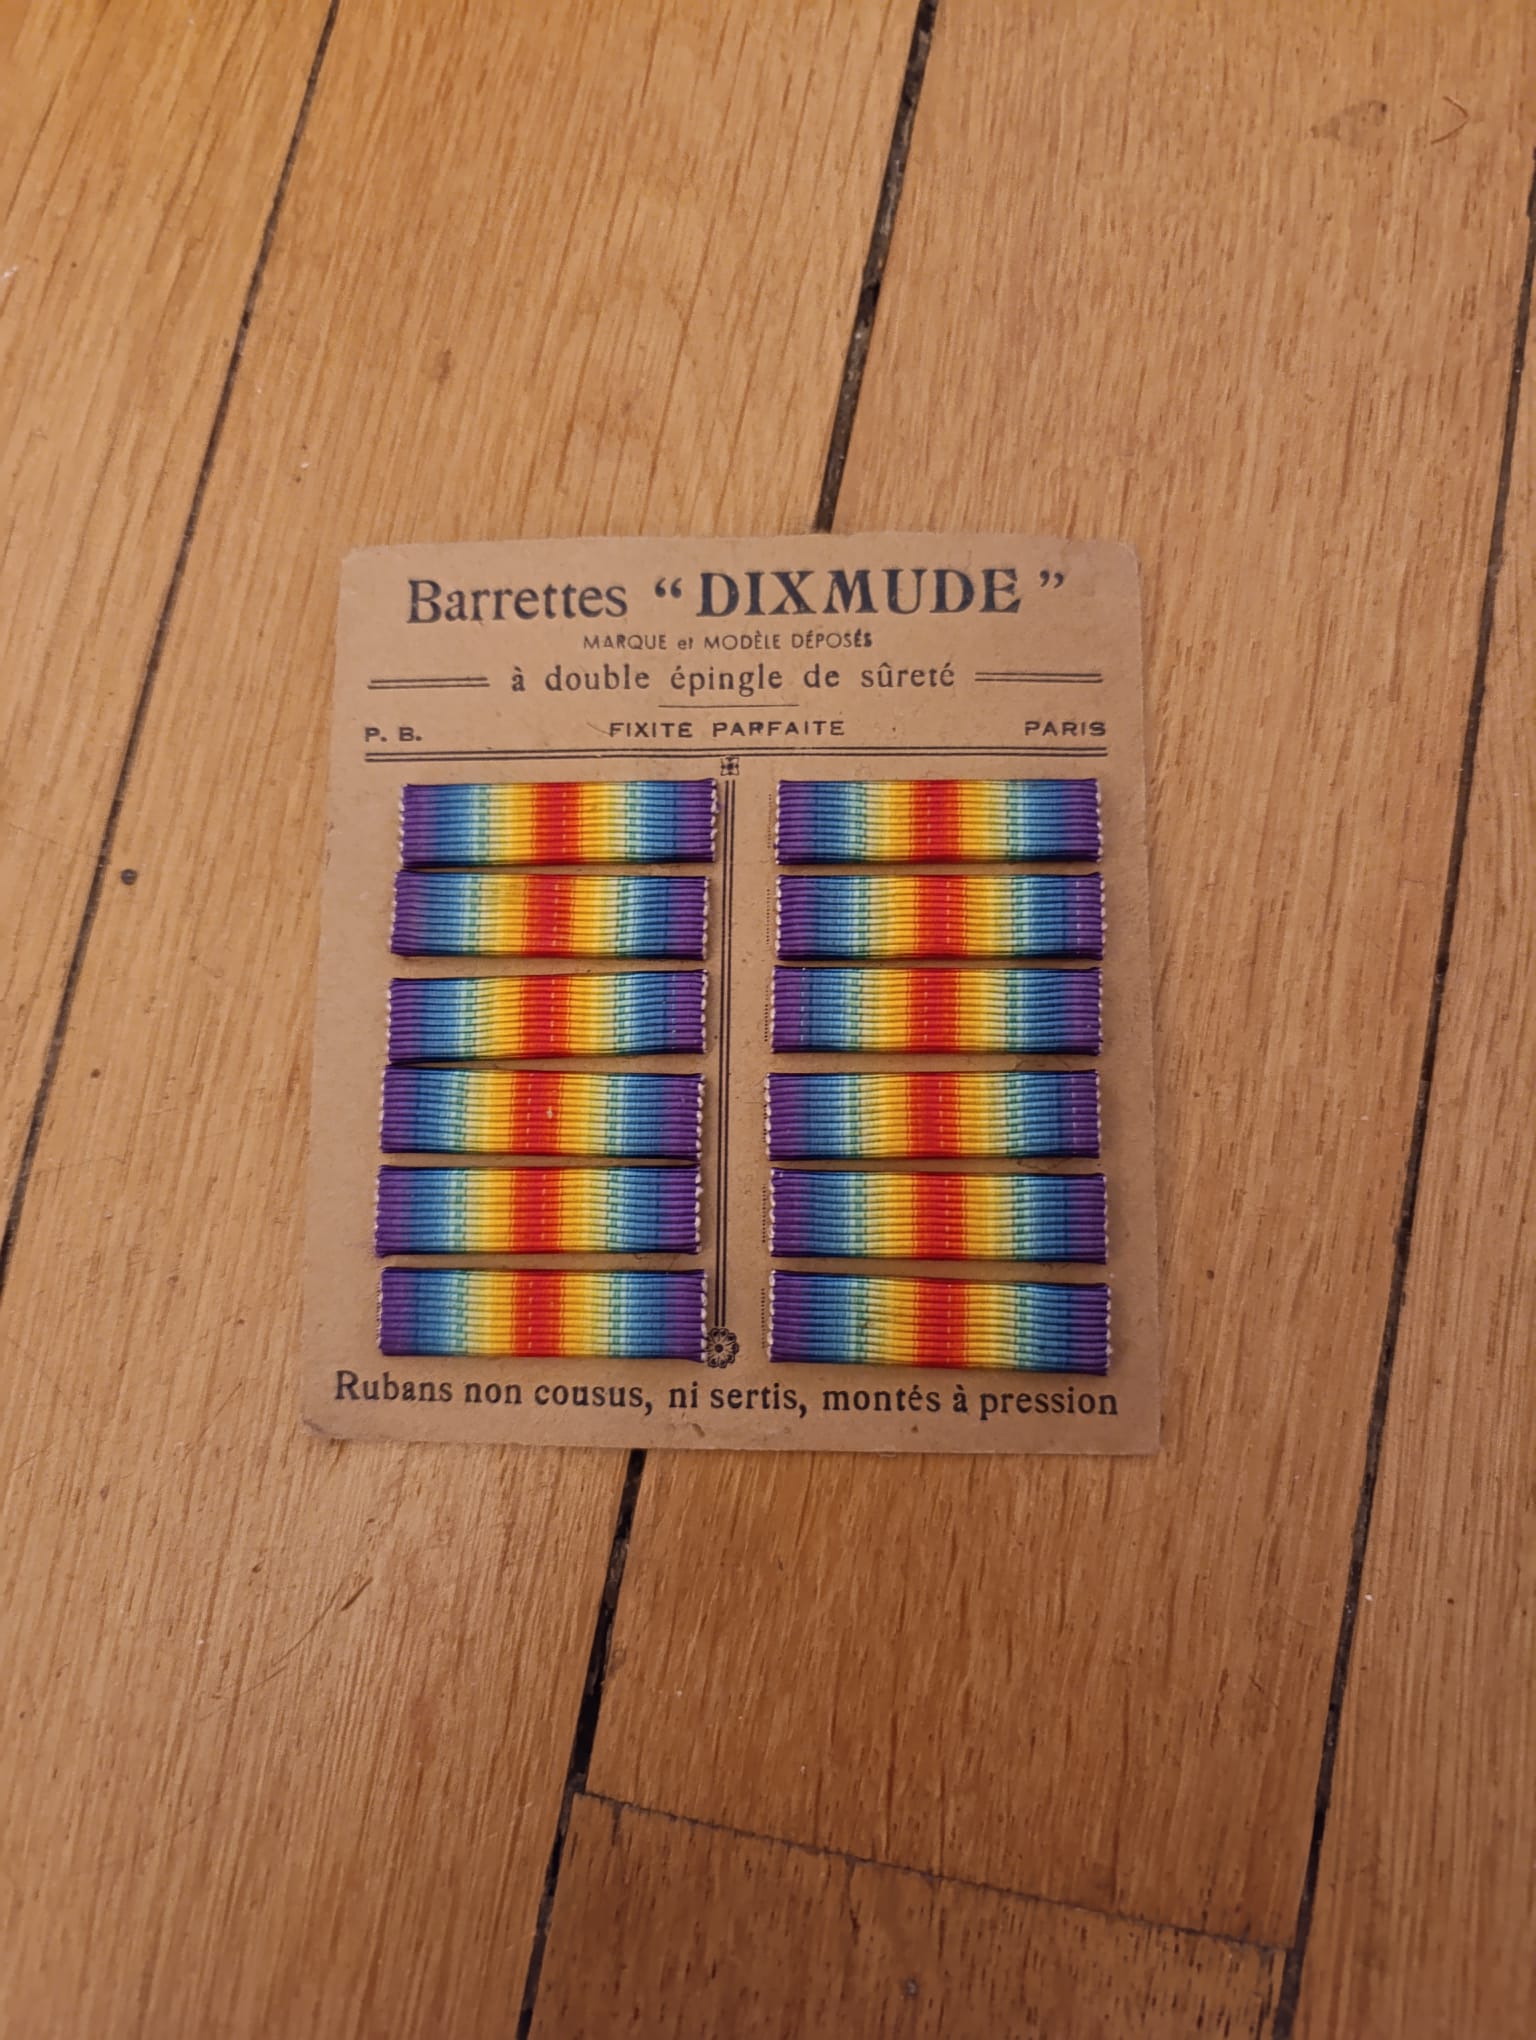 Barrettes “DIXMUDE”
MARQUE et MODÈLE DÉPOSÉS
à double épingle de sûreté
P. B. FIXITÉ PARFAITE PARIS
Rubans non cousus, ni sertis, montés à pression